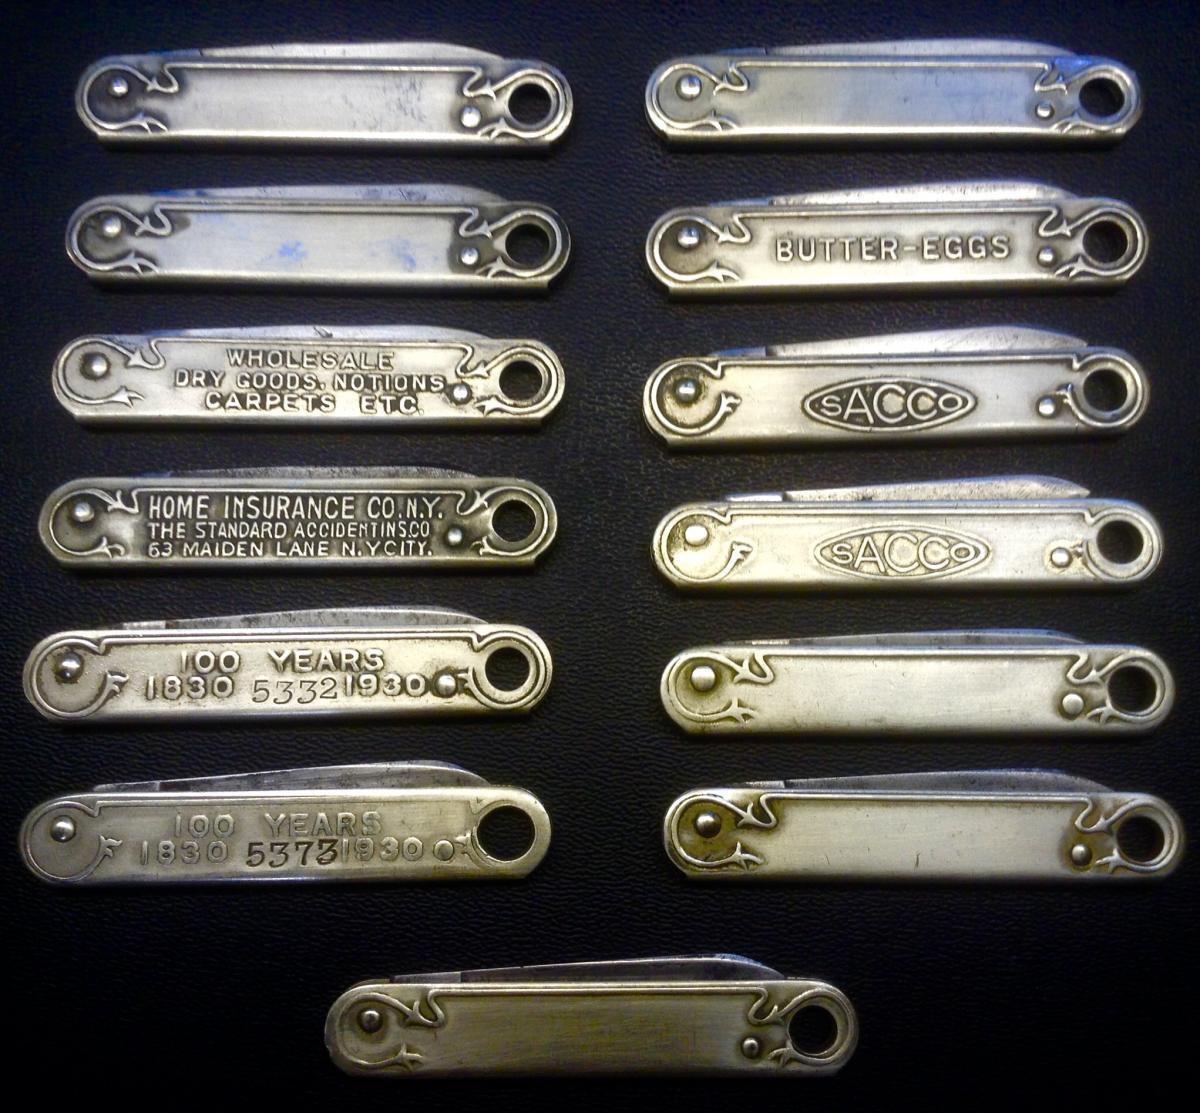 BUTTER-EGGS
WHOLESALE
DRY GOODS, NOTIONS
CARPETS ETC.
SACCO
HOME INSURANCE CO. N.Y.
THE STANDARD ACCIDENT INS.CO
63 MAIDEN LANE N.Y CITY.
SACCO
100 YEARS
1830 5332 1930
100 YEARS
1830 5373 1930